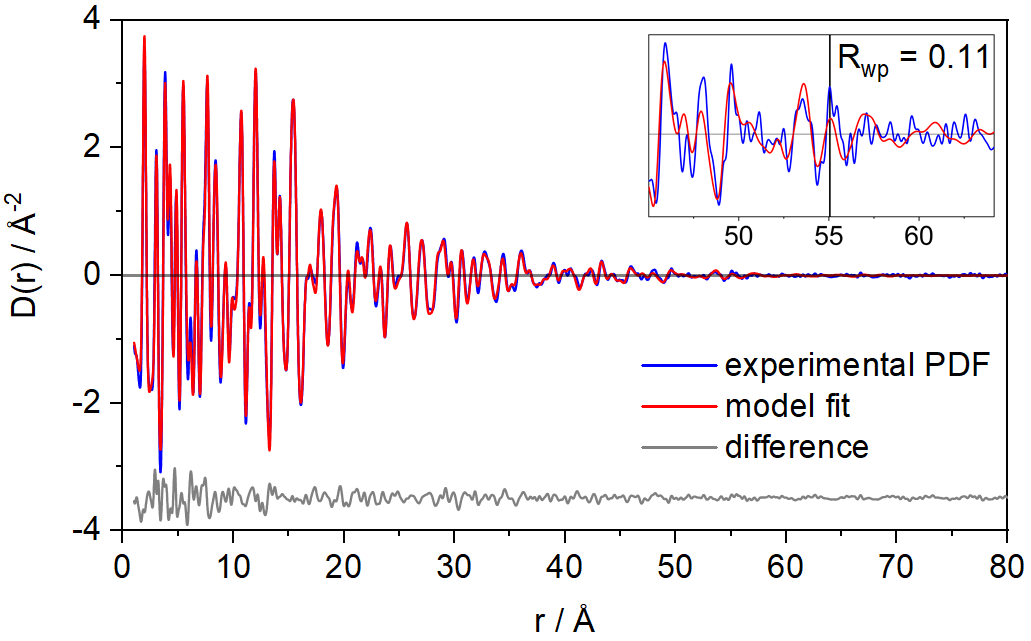 4
2
0
-2
-4
D(r) / Å-2
R_wp = 0.11
50 55 60
experimental PDF
model fit
difference
0 10 20 30 40 50 60 70 80
r / Å